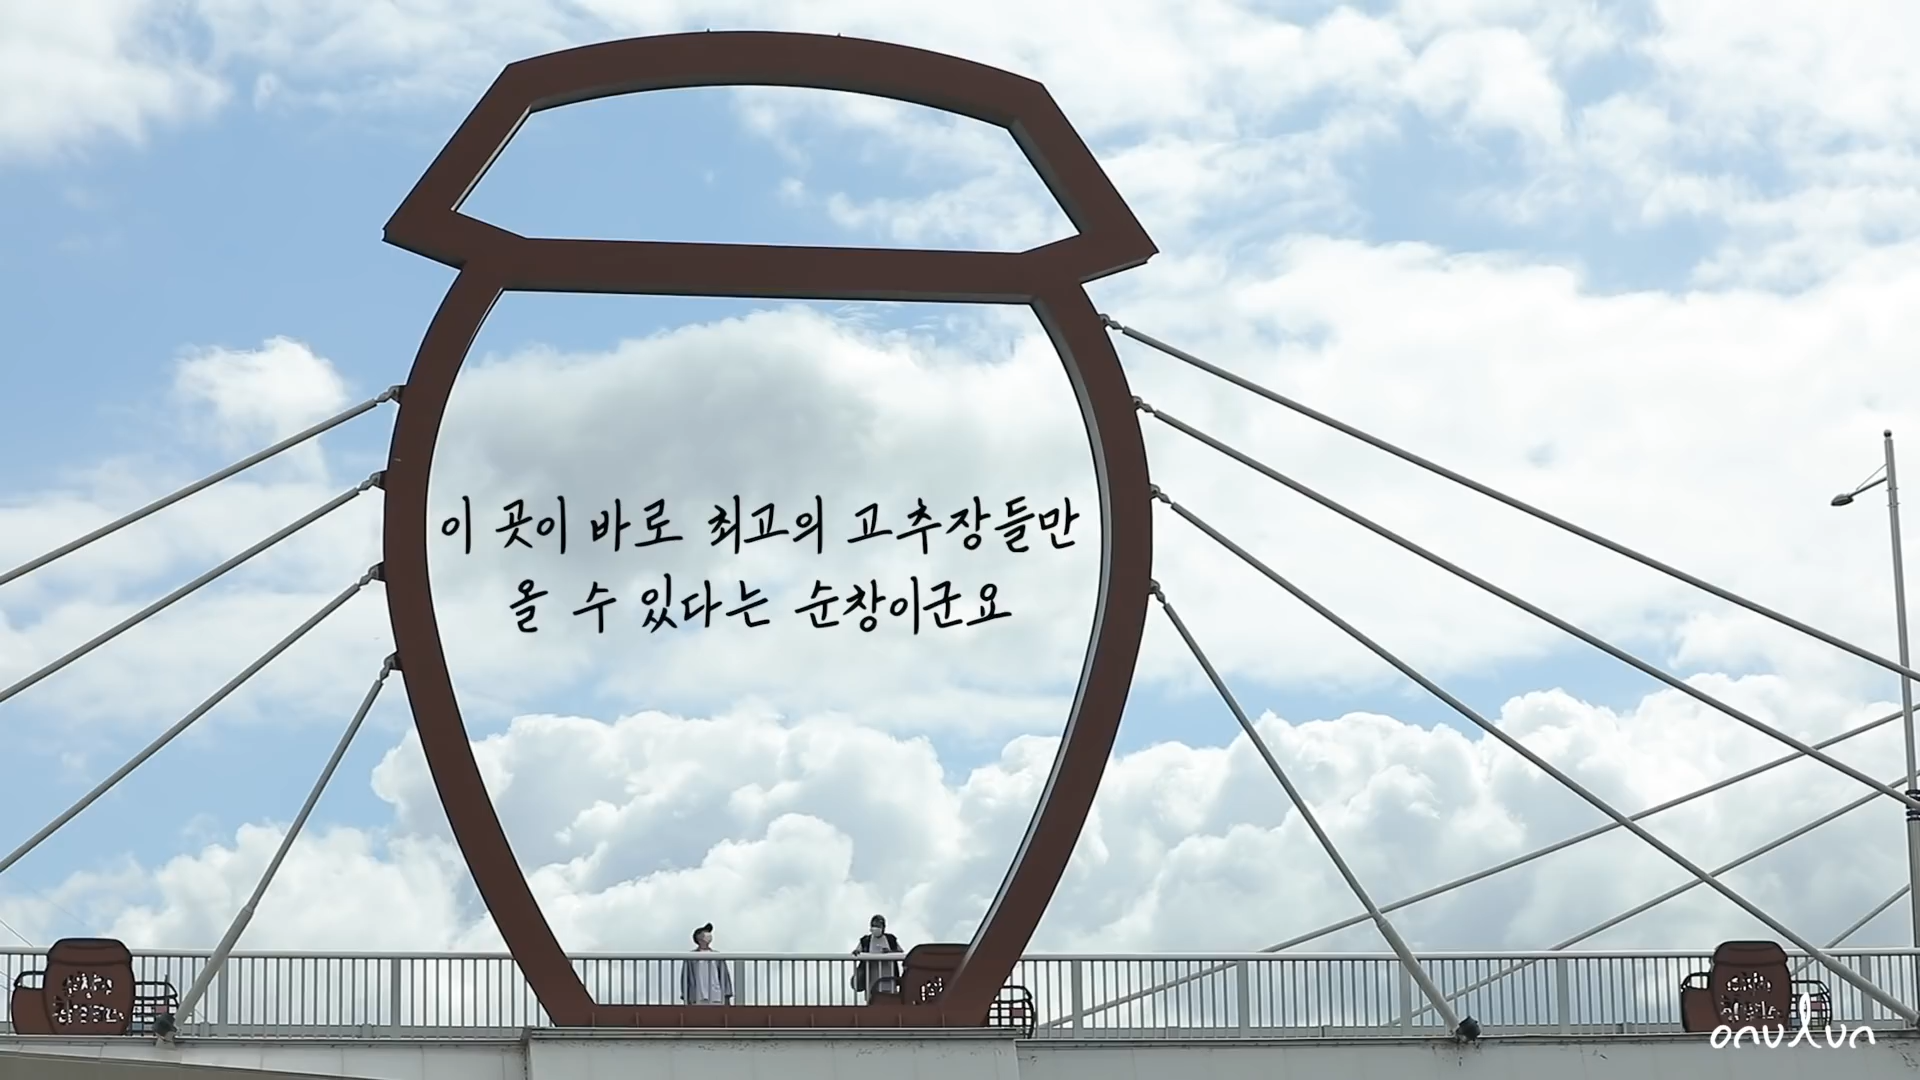 이 곳이 바로 최고의 고추장들만
올 수 있다는 순창이군요
onulun